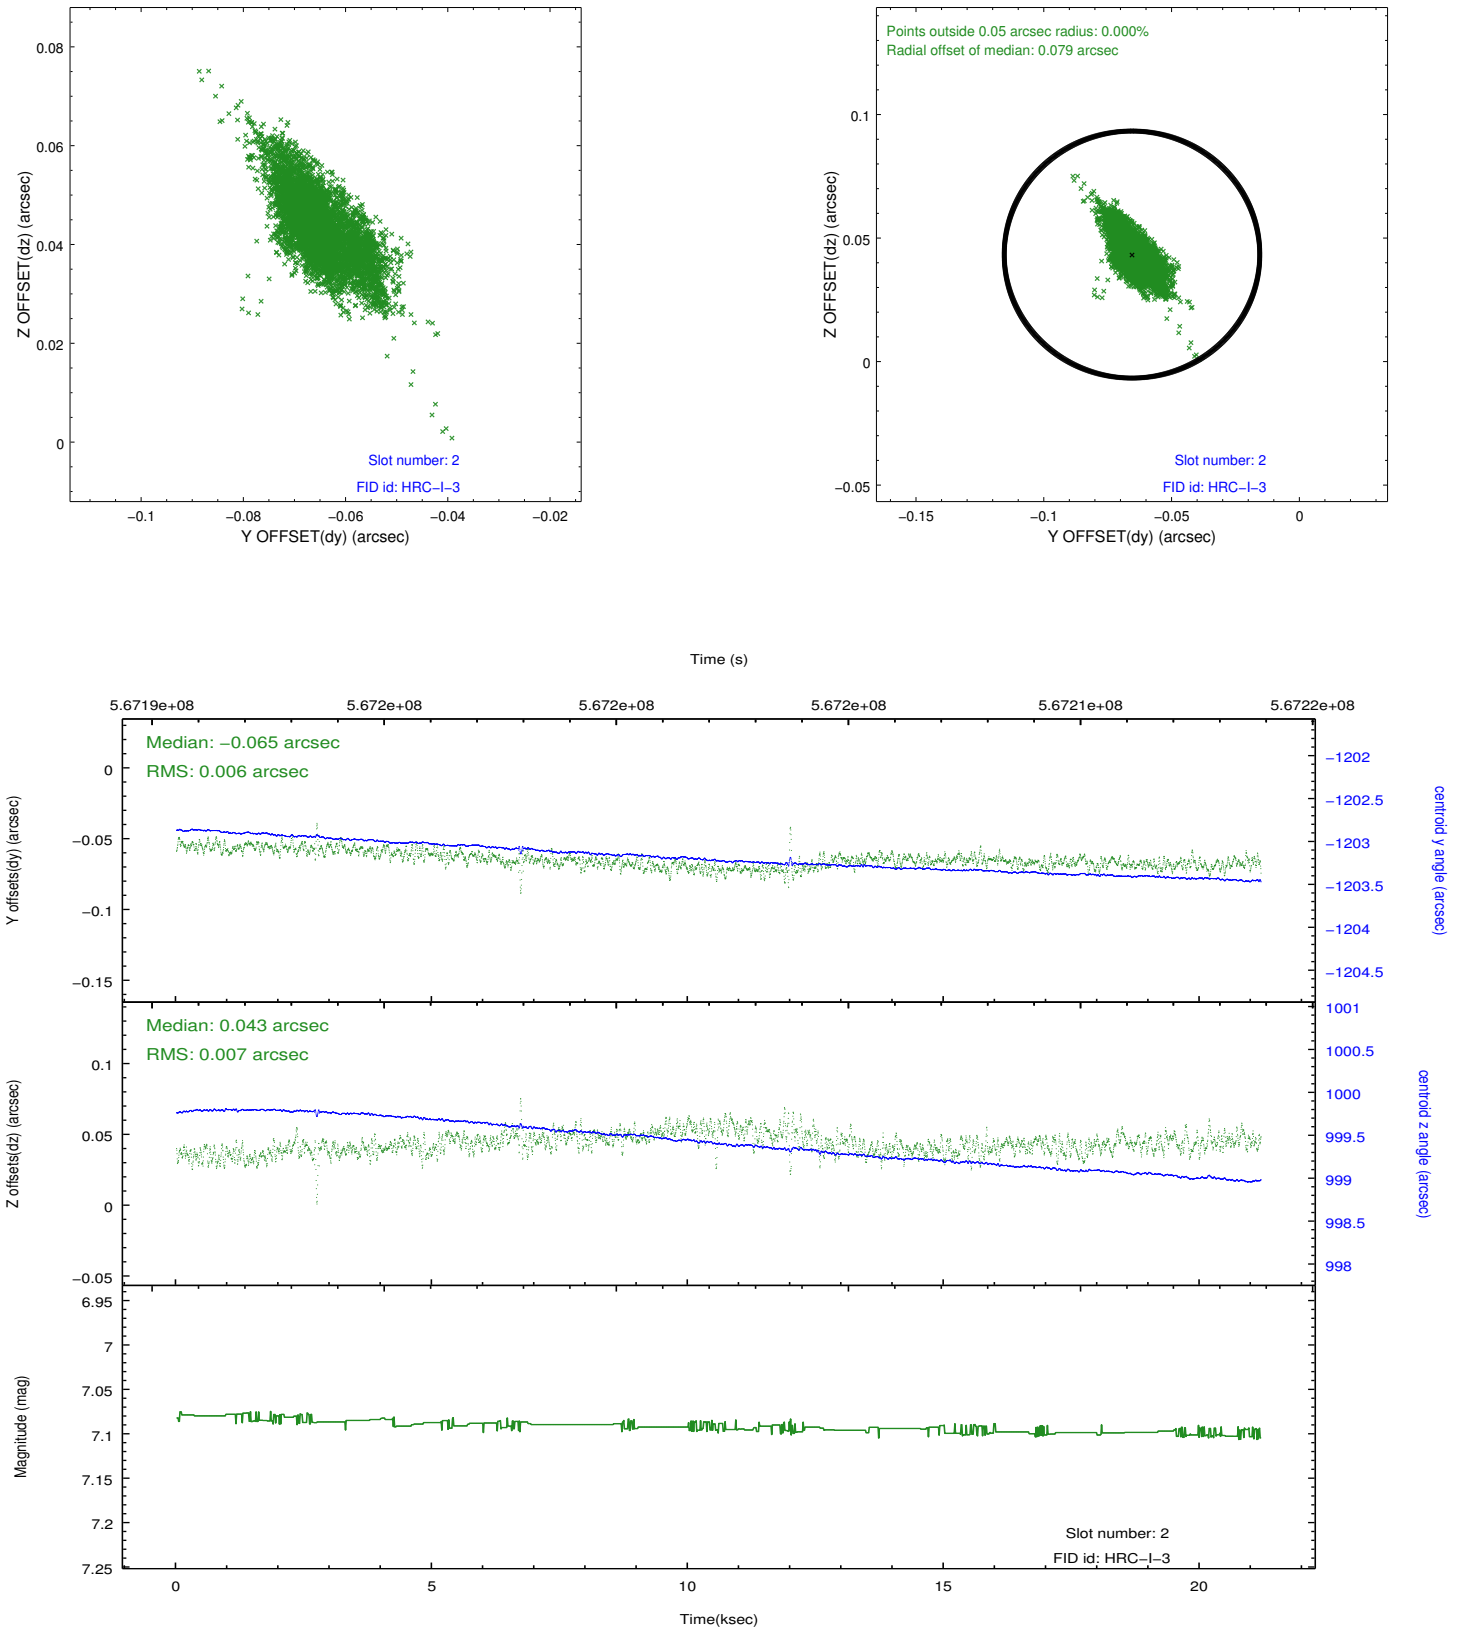 0.08
0.06
0.04
0.02
0
Z OFFSET(dz) (arcsec)
Slot number: 2
FID id: HRC−I−3
−0.1 −0.08 −0.06 −0.04 −0.02
Y OFFSET(dy) (arcsec)
Points outside 0.05 arcsec radius: 0.000%
Radial offset of median: 0.079 arcsec
0.1
0.05
0
−0.05
Z OFFSET(dz) (arcsec)
Slot number: 2
FID id: HRC−I−3
−0.15 −0.1 −0.05 0
Y OFFSET(dy) (arcsec)
Time (s)
5.6719e+08 5.672e+08 5.672e+08 5.672e+08 5.6721e+08 5.6722e+08
Median: −0.065 arcsec
RMS: 0.006 arcsec
0
−0.05
−0.1
−0.15
Y offsets(dy) (arcsec)
−1202
−1202.5
−1203
−1203.5
−1204
−1204.5
centroid y angle (arcsec)
Median: 0.043 arcsec
RMS: 0.007 arcsec
0.1
0.05
0
−0.05
Z offsets(dz) (arcsec)
1001
1000.5
1000
999.5
999
998.5
998
centroid z angle (arcsec)
6.95
7
7.05
7.1
7.15
7.2
7.25
Magnitude (mag)
Slot number: 2
FID id: HRC−I−3
0 5 10 15 20
Time(ksec)